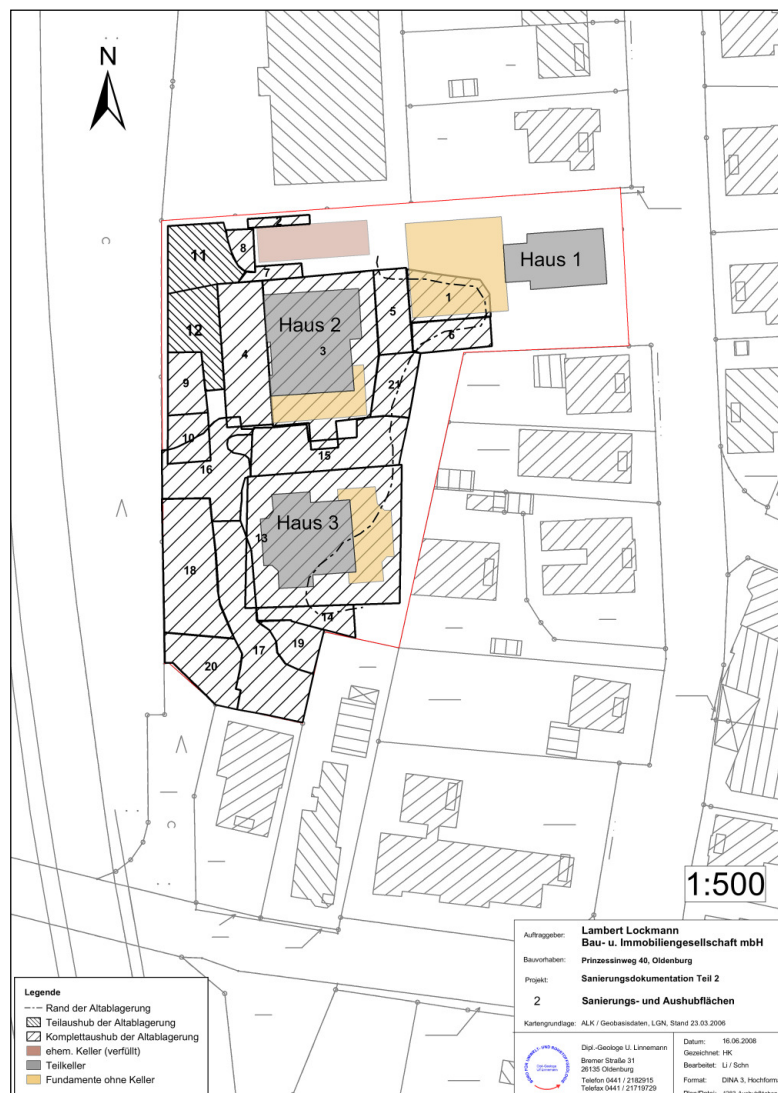 N
2
11
8
7
Haus 1
12
Haus 2
3
5
1
6
4
9
21
10
15
16
Haus 3
13
18
14
19
17
20
1:500
Auftraggeber: Lambert Lockmann
Bau- u. Immobiliengesellschaft mbH
Bauvorhaben: Prinzessinweg 40, Oldenburg
Projekt: Sanierungsdokumentation Teil 2
2 Sanierungs- und Aushubflächen
Kartengrundlage: ALK / Geobasisdaten, LGN, Stand 23.03.2006
Dipl.-Geologe U. Linnemann
Bremer Straße 31
26135 Oldenburg
Telefon 0441 / 2182915
Telefax 0441 / 21719729
Datum: 16.06.2008
Gezeichnet: HK
Bearbeitet: Li / Schn
Format: DINA 3, Hochform
Legende
Rand der Altablagerung
Teilaushub der Altablagerung
Komplettaushub der Altablagerung
ehem. Keller (verfüllt)
Teilkeller
Fundamente ohne Keller